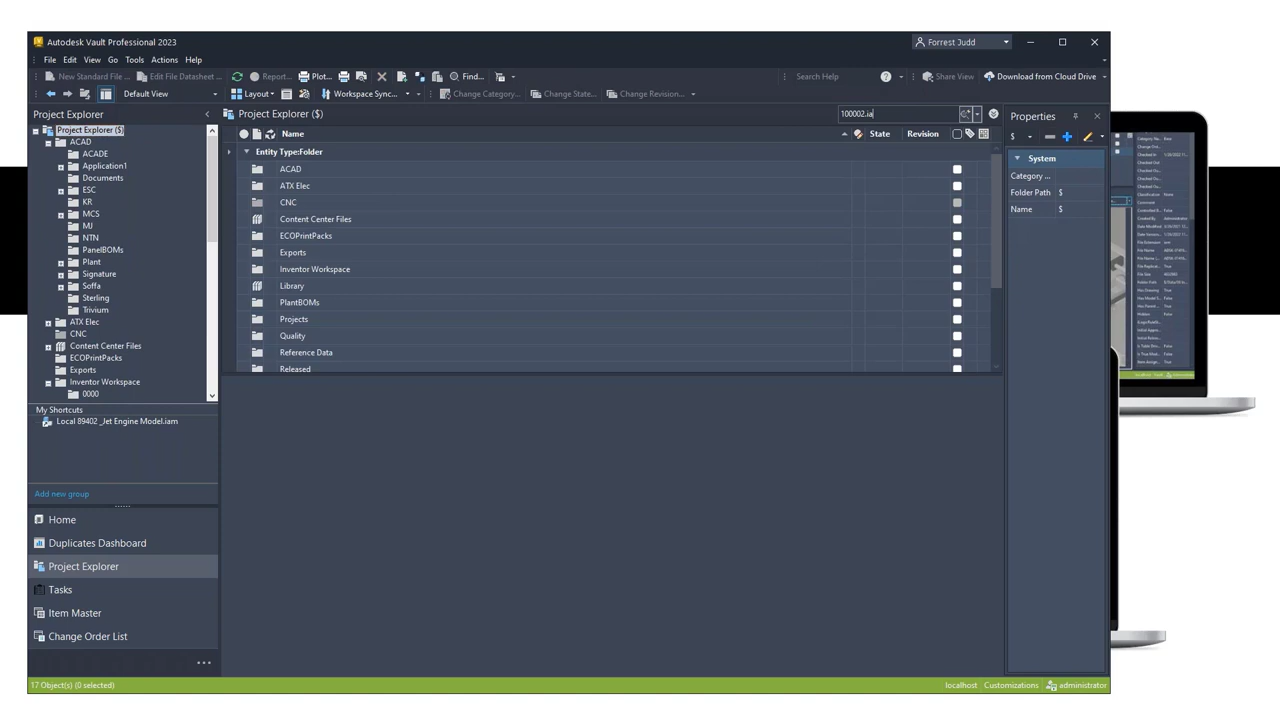 Autodesk Vault Professional 2023
Forrest Judd
File Edit View Go Tools Actions Help
New Standard File ... Edit File Datasheet ... Report... Plot... Find... Search Help Share View Download from Cloud Drive
Default View Layout Workspace Sync... Change Category... Change State... Change Revision...
Project Explorer
Project Explorer ($)
ACAD
ACADE
Application1
Documents
ESC
KR
MCS
MJ
NTN
PanelBOMs
Plant
Signature
Soffa
Sterling
Trivium
ATX Elec
CNC
Content Center Files
ECOPrintPacks
Exports
Inventor Workspace
0000
My Shortcuts
Local 89402 _Jet Engine Model.iam
Add new group
Home
Duplicates Dashboard
Project Explorer
Tasks
Item Master
Change Order List
Project Explorer ($)
100002.ia
Name State Revision
Entity Type:Folder
ACAD
ATX Elec
CNC
Content Center Files
ECOPrintPacks
Exports
Inventor Workspace
Library
PlantBOMs
Projects
Quality
Reference Data
Released
Properties
$
System
Category ...
Folder Path $
Name $
17 Object(s) (0 selected)
localhost Customizations administrator